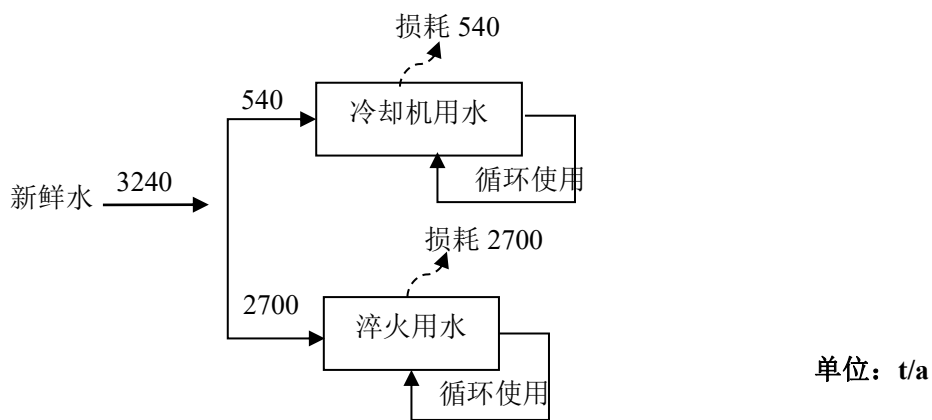 损耗 540
540
冷却机用水
循环使用
新鲜水
3240
损耗 2700
2700
淬火用水
循环使用
单位：t/a